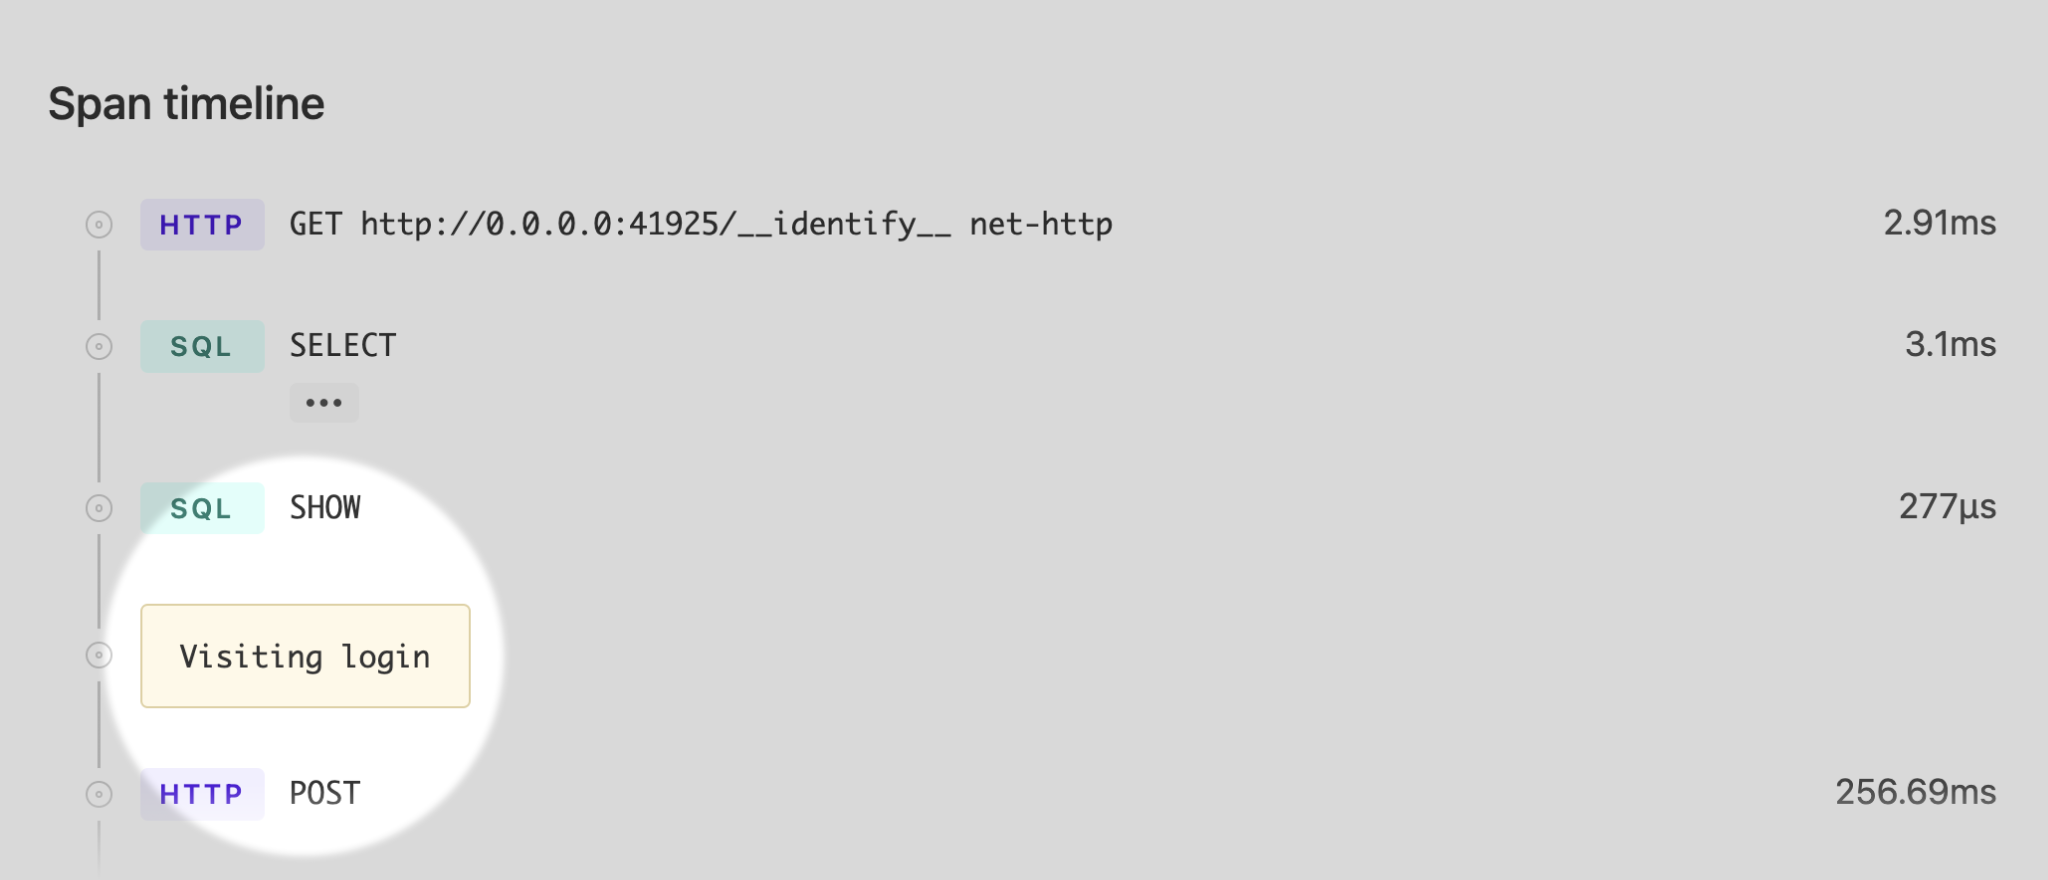 Span timeline
HTTP GET http://0.0.0.0:41925/__identify__ net-http 2.91ms
SQL SELECT 3.1ms
•••
SQL SHOW 277µs
Visiting login
HTTP POST 256.69ms